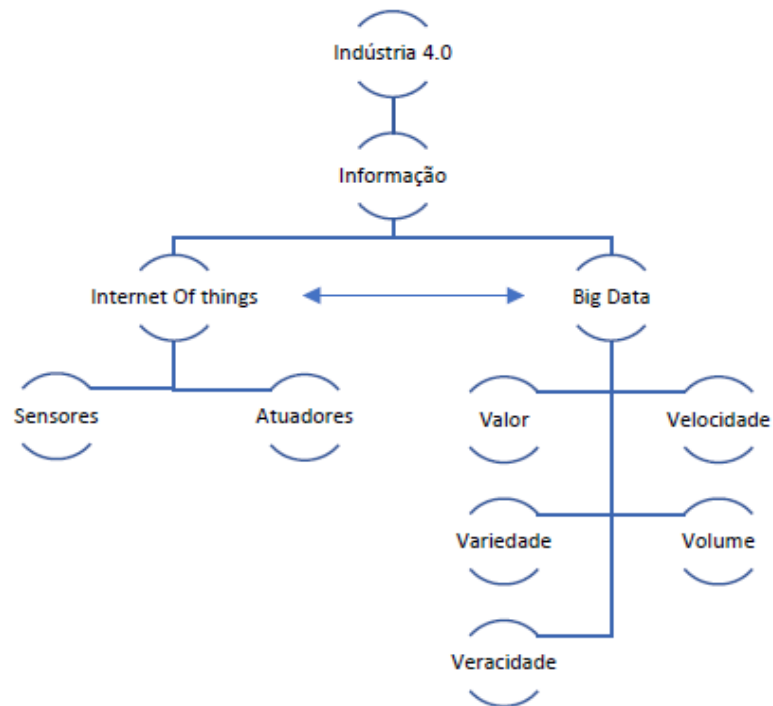 Indústria 4.0
Informação
Internet Of things
Big Data
Sensores
Atuadores
Valor
Velocidade
Variedade
Volume
Veracidade